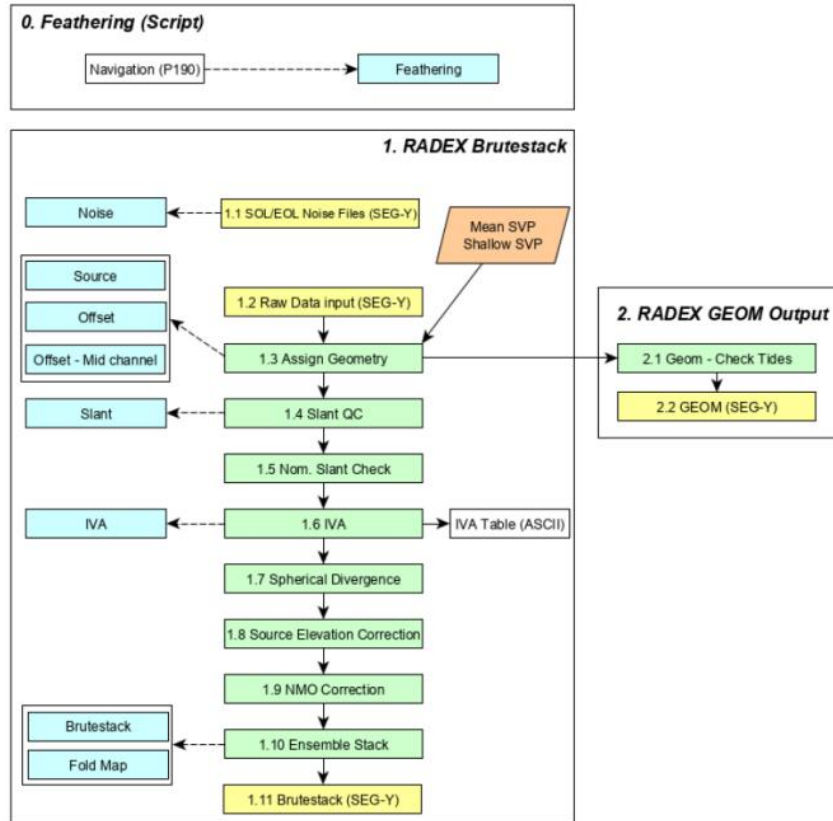 0. Feathering (Script)
Navigation (P190)
Feathering
1. RADEX Brutestack
Noise
1.1 SOL/EOL Noise Files (SEG-Y)
Mean SVP
Shallow SVP
Source
Offset
Offset - Mid channel
1.2 Raw Data input (SEG-Y)
1.3 Assign Geometry
Slant
1.4 Slant QC
1.5 Nom. Slant Check
IVA
1.6 IVA
IVA Table (ASCII)
1.7 Spherical Divergence
1.8 Source Elevation Correction
1.9 NMO Correction
Brutestack
Fold Map
1.10 Ensemble Stack
1.11 Brutestack (SEG-Y)
2. RADEX GEOM Output
2.1 Geom - Check Tides
2.2 GEOM (SEG-Y)